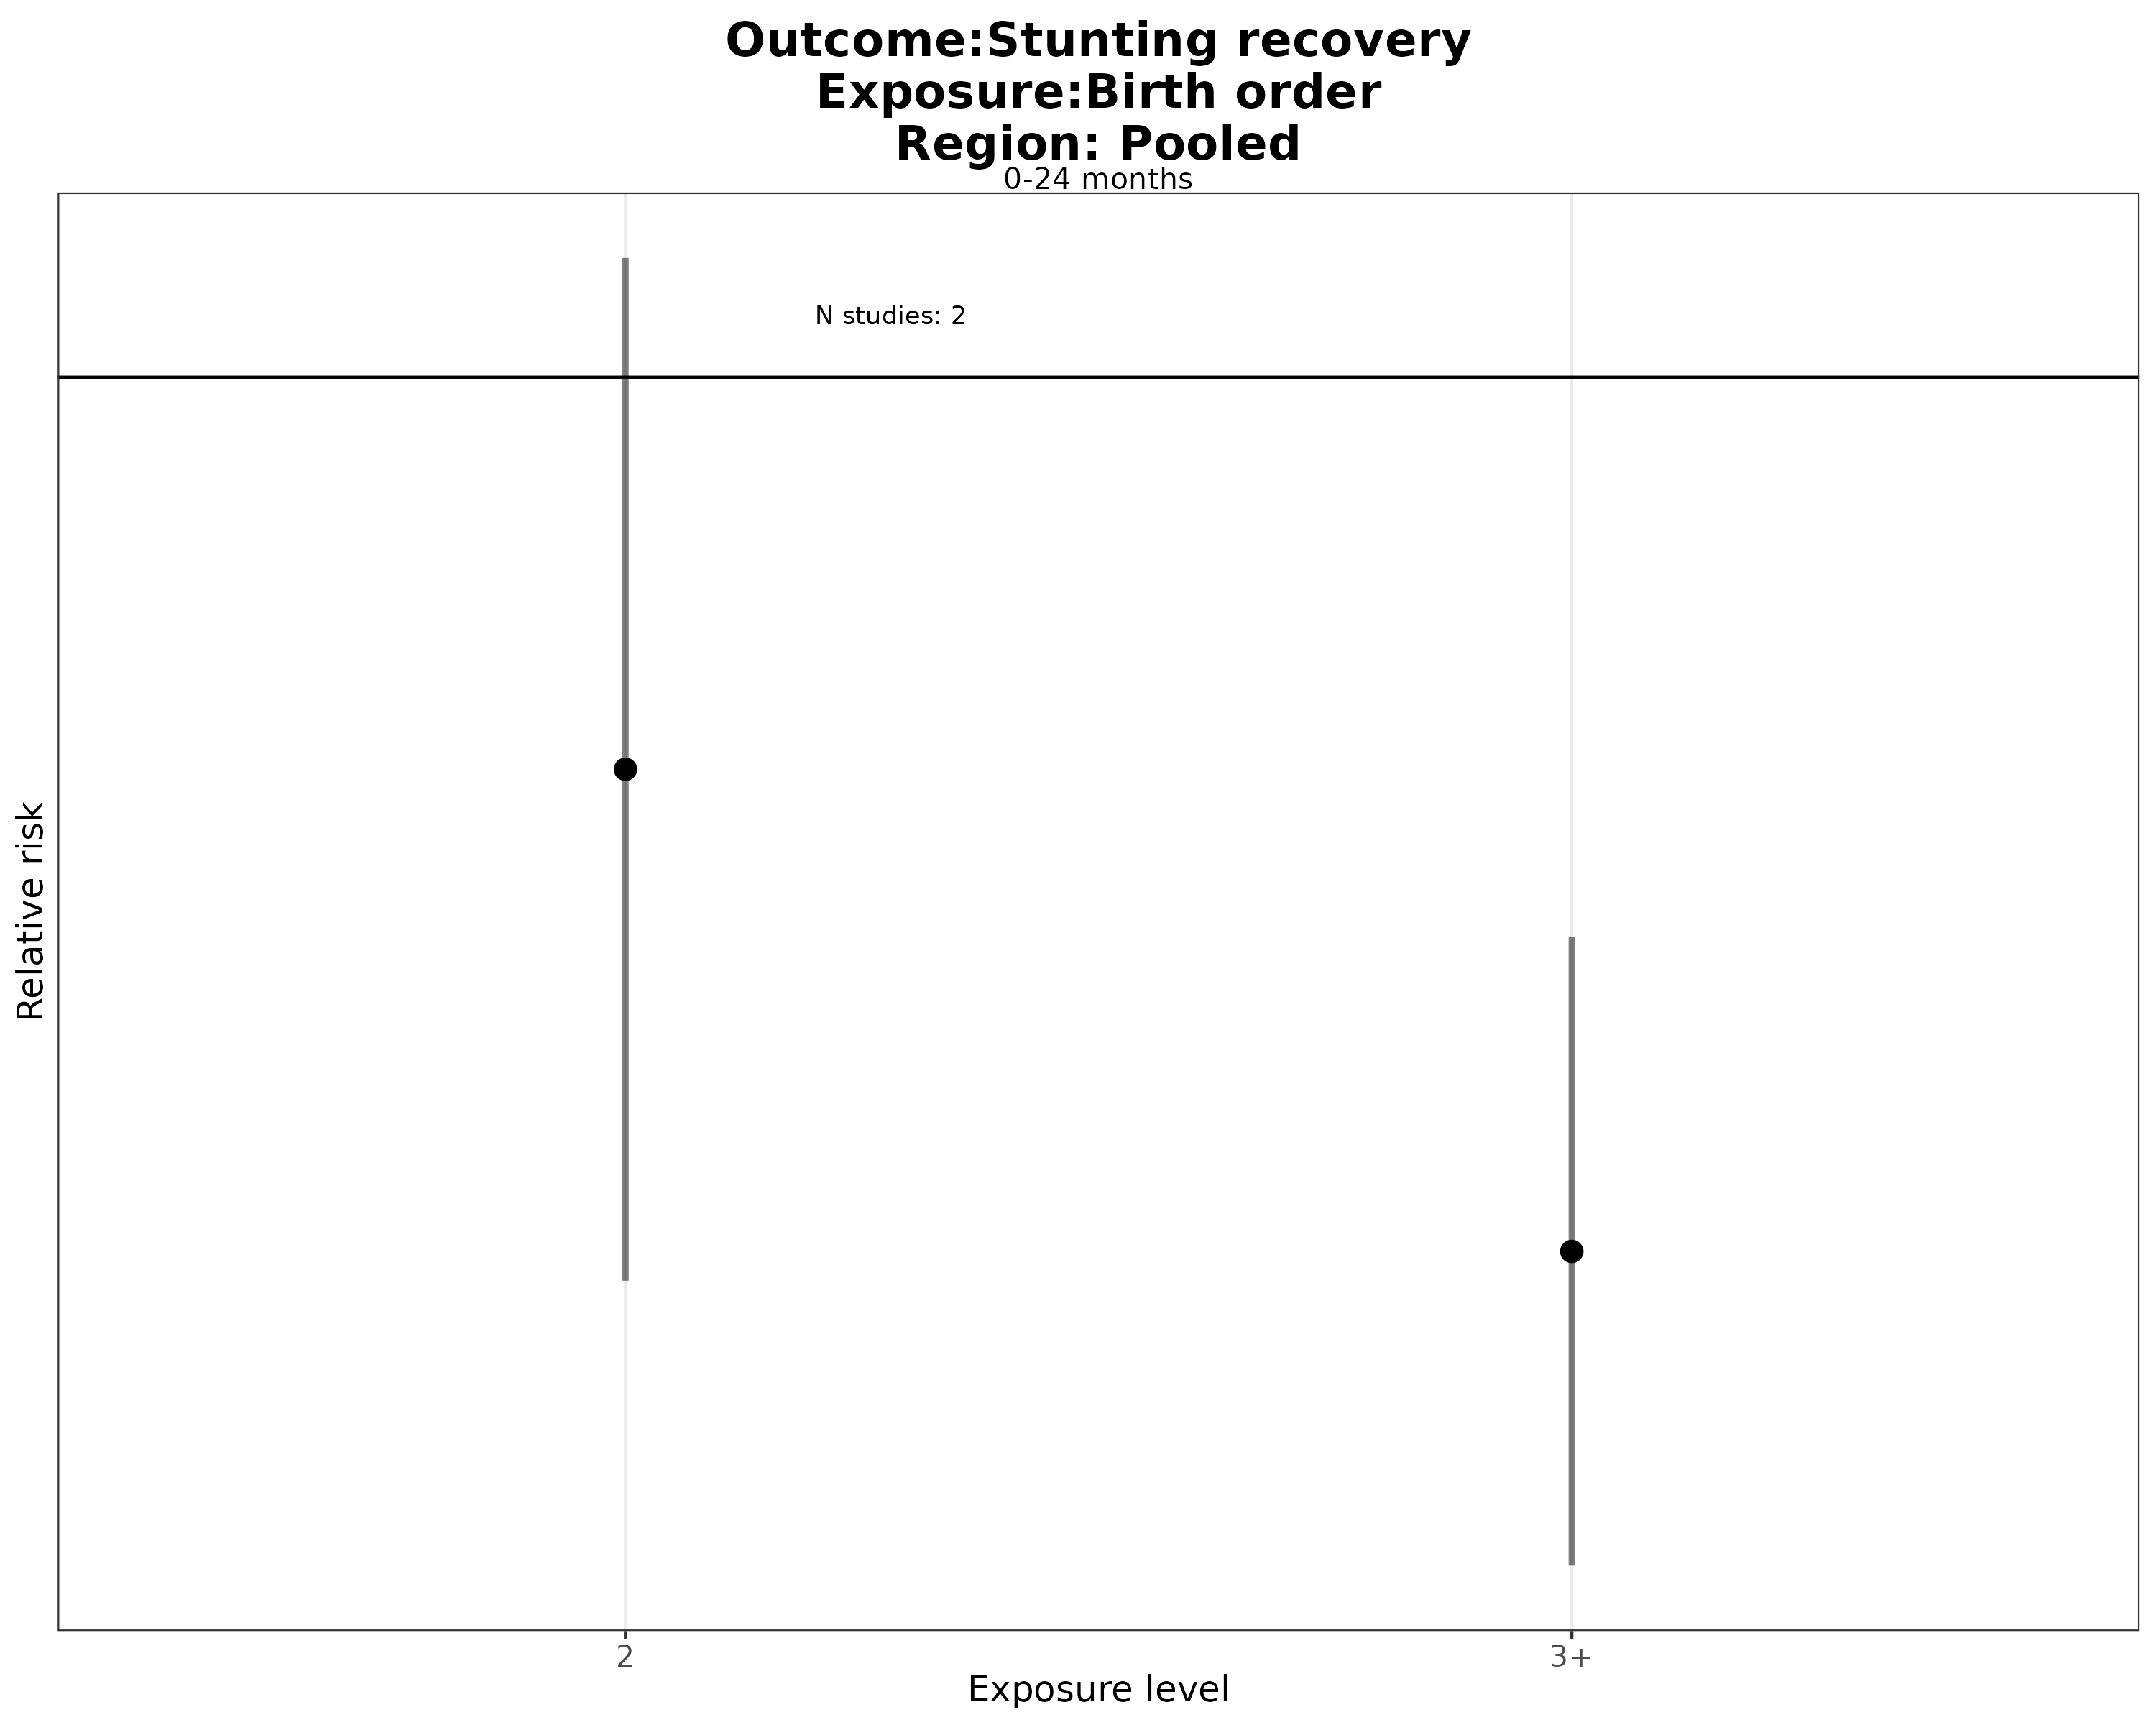 Outcome:Stunting recovery
Exposure:Birth order
Region: Pooled
0-24 months
N studies: 2
Relative risk
2
3+
Exposure level